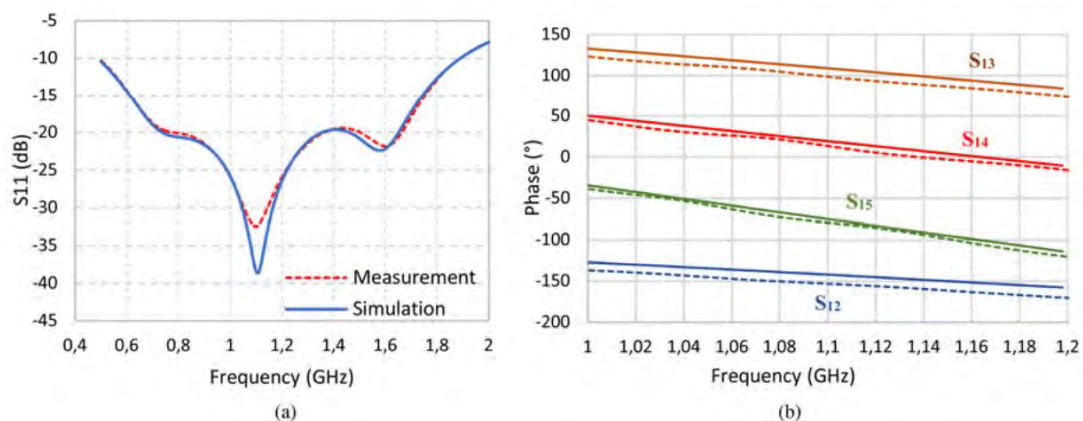 -5
-10
-15
-20
-25
-30
-35
-40
-45
S11 (dB)
Measurement
Simulation
0,4 0,6 0,8 1 1,2 1,4 1,6 1,8 2
Frequency (GHz)
(a)
150
100
50
0
-50
-100
-150
-200
Phase (°)
S13
S14
S15
S12
1 1,02 1,04 1,06 1,08 1,1 1,12 1,14 1,16 1,18 1,2
Frequency (GHz)
(b)